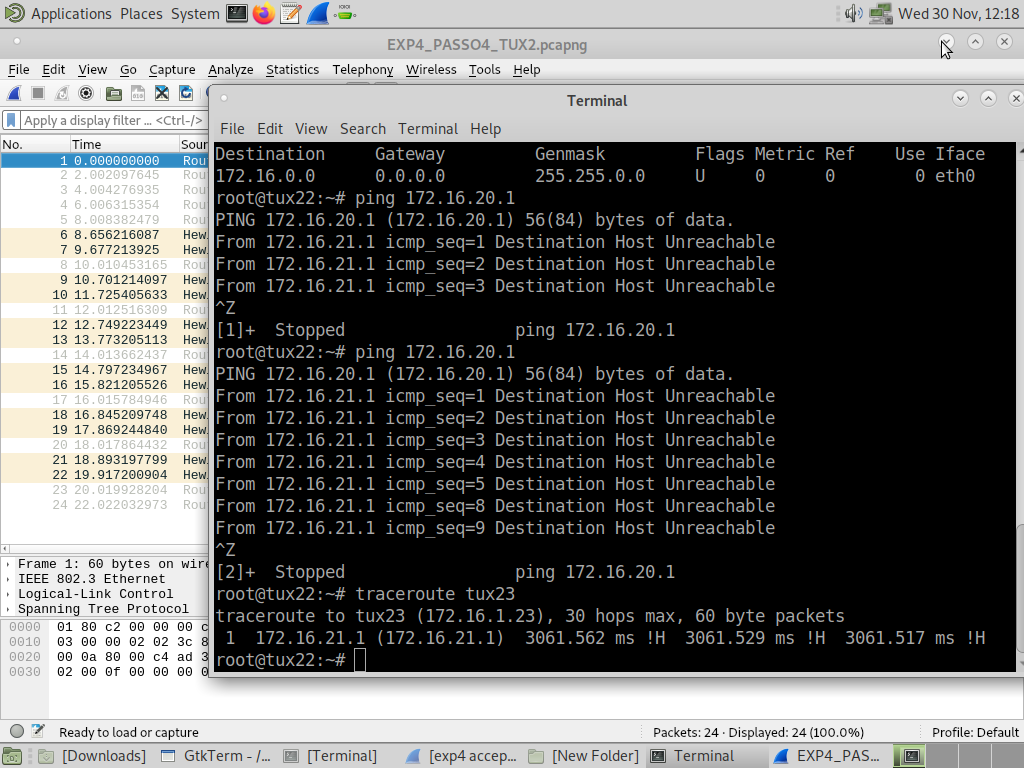 Applications Places System Wed 30 Nov, 12:18
EXP4_PASSO4_TUX2.pcapng
File Edit View Go Capture Analyze Statistics Telephony Wireless Tools Help
Apply a display filter … <Ctrl-/>
No. Time Sour
1 0.000000000 Rou
2 2.002097645 Rou
3 4.004276935 Rou
4 6.006315354 Rou
5 8.008382479 Rou
6 8.656216087 Hew
7 9.677213925 Hew
8 10.010453165 Rou
9 10.701214097 Hew
10 11.725405633 Hew
11 12.012516309 Rou
12 12.749223449 Hew
13 13.773205113 Hew
14 14.013662437 Rou
15 14.797234967 Hew
16 15.821205526 Hew
17 16.015784946 Rou
18 16.845209748 Hew
19 17.869244840 Hew
20 18.017864432 Rou
21 18.893197799 Hew
22 19.917200904 Hew
23 20.019928204 Rou
24 22.022032973 Rou
Frame 1: 60 bytes on wire
IEEE 802.3 Ethernet
Logical-Link Control
Spanning Tree Protocol
0000 01 80 c2 00 00 00 c
0010 03 00 00 02 02 3c 8
0020 00 0a 80 00 c4 ad 3
0030 02 00 0f 00 00 00 0
Terminal
File Edit View Search Terminal Help
Destination Gateway Genmask Flags Metric Ref Use Iface
172.16.0.0 0.0.0.0 255.255.0.0 U 0 0 0 eth0
root@tux22:~# ping 172.16.20.1
PING 172.16.20.1 (172.16.20.1) 56(84) bytes of data.
From 172.16.21.1 icmp_seq=1 Destination Host Unreachable
From 172.16.21.1 icmp_seq=2 Destination Host Unreachable
From 172.16.21.1 icmp_seq=3 Destination Host Unreachable
^Z
[1]+ Stopped ping 172.16.20.1
root@tux22:~# ping 172.16.20.1
PING 172.16.20.1 (172.16.20.1) 56(84) bytes of data.
From 172.16.21.1 icmp_seq=1 Destination Host Unreachable
From 172.16.21.1 icmp_seq=2 Destination Host Unreachable
From 172.16.21.1 icmp_seq=3 Destination Host Unreachable
From 172.16.21.1 icmp_seq=4 Destination Host Unreachable
From 172.16.21.1 icmp_seq=5 Destination Host Unreachable
From 172.16.21.1 icmp_seq=8 Destination Host Unreachable
From 172.16.21.1 icmp_seq=9 Destination Host Unreachable
^Z
[2]+ Stopped ping 172.16.20.1
root@tux22:~# traceroute tux23
traceroute to tux23 (172.16.1.23), 30 hops max, 60 byte packets
1 172.16.21.1 (172.16.21.1) 3061.562 ms !H 3061.529 ms !H 3061.517 ms !H
root@tux22:~#
Ready to load or capture Packets: 24 · Displayed: 24 (100.0%) Profile: Default
[Downloads] GtkTerm - /... [Terminal] [exp4 accep... [New Folder] Terminal EXP4_PAS...